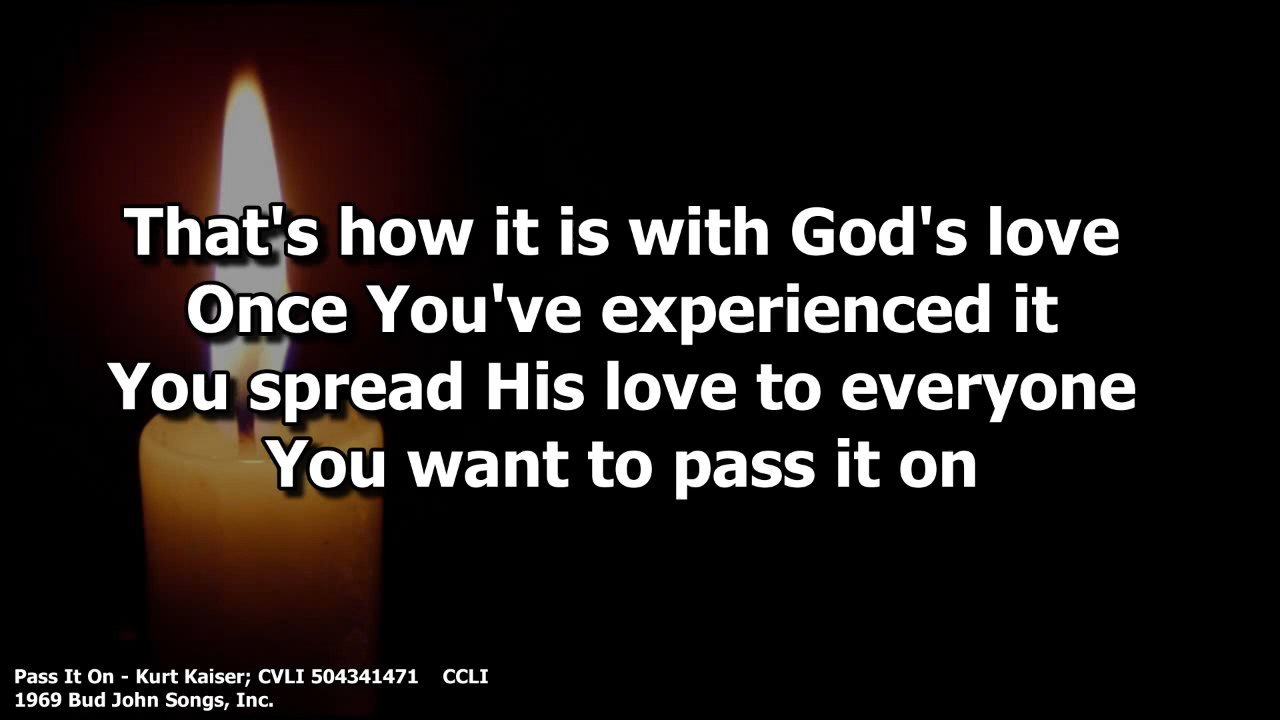 That's how it is with God's love
Once You've experienced it
You spread His love to everyone
You want to pass it on
Pass It On - Kurt Kaiser; CVLI 504341471    CCLI
1969 Bud John Songs, Inc.